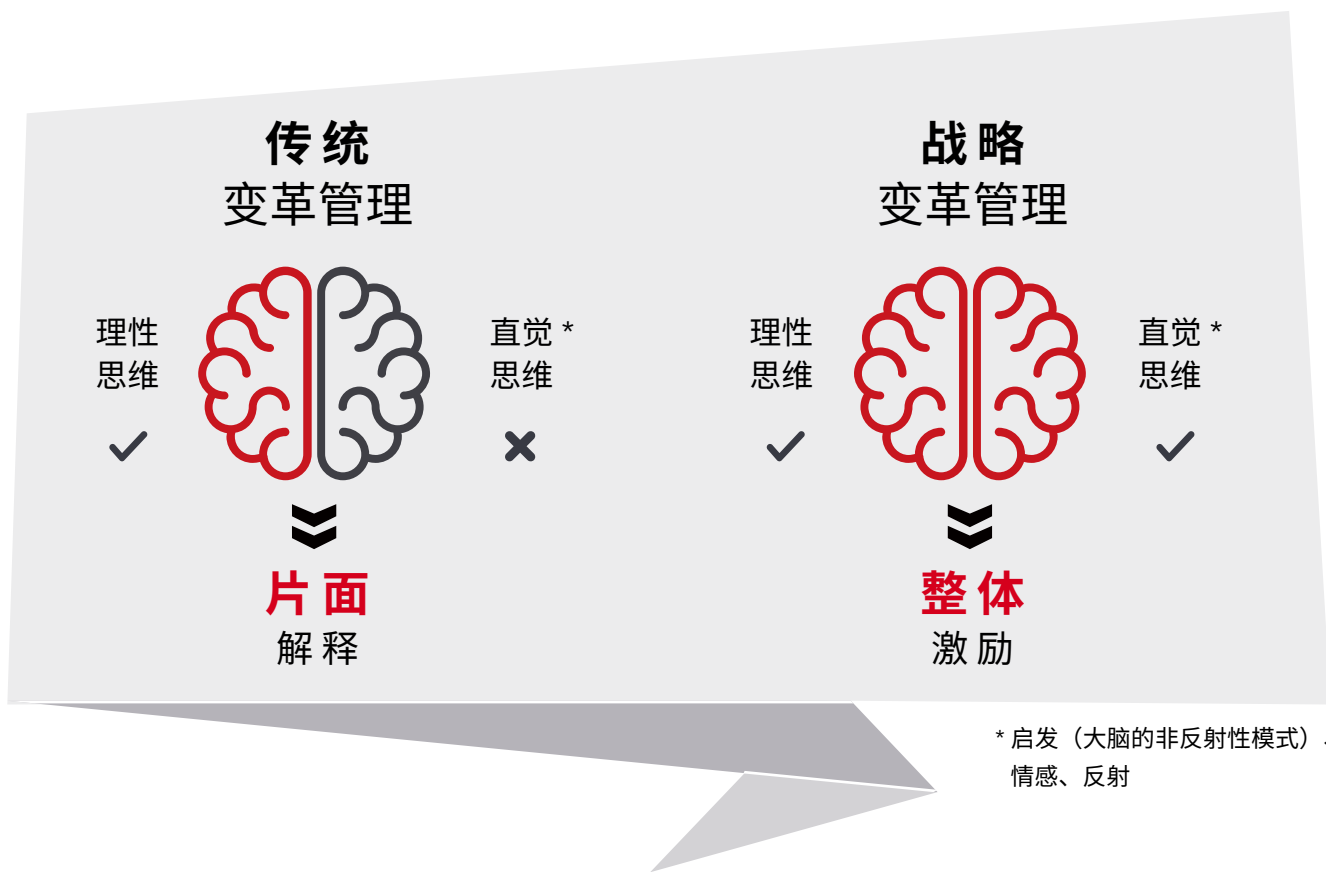 传统
变革管理
理性
思维
直觉 *
思维
片面
解释
战略
变革管理
理性
思维
直觉 *
思维
整体
激励
* 启发（大脑的非反射性模式）、
情感、反射